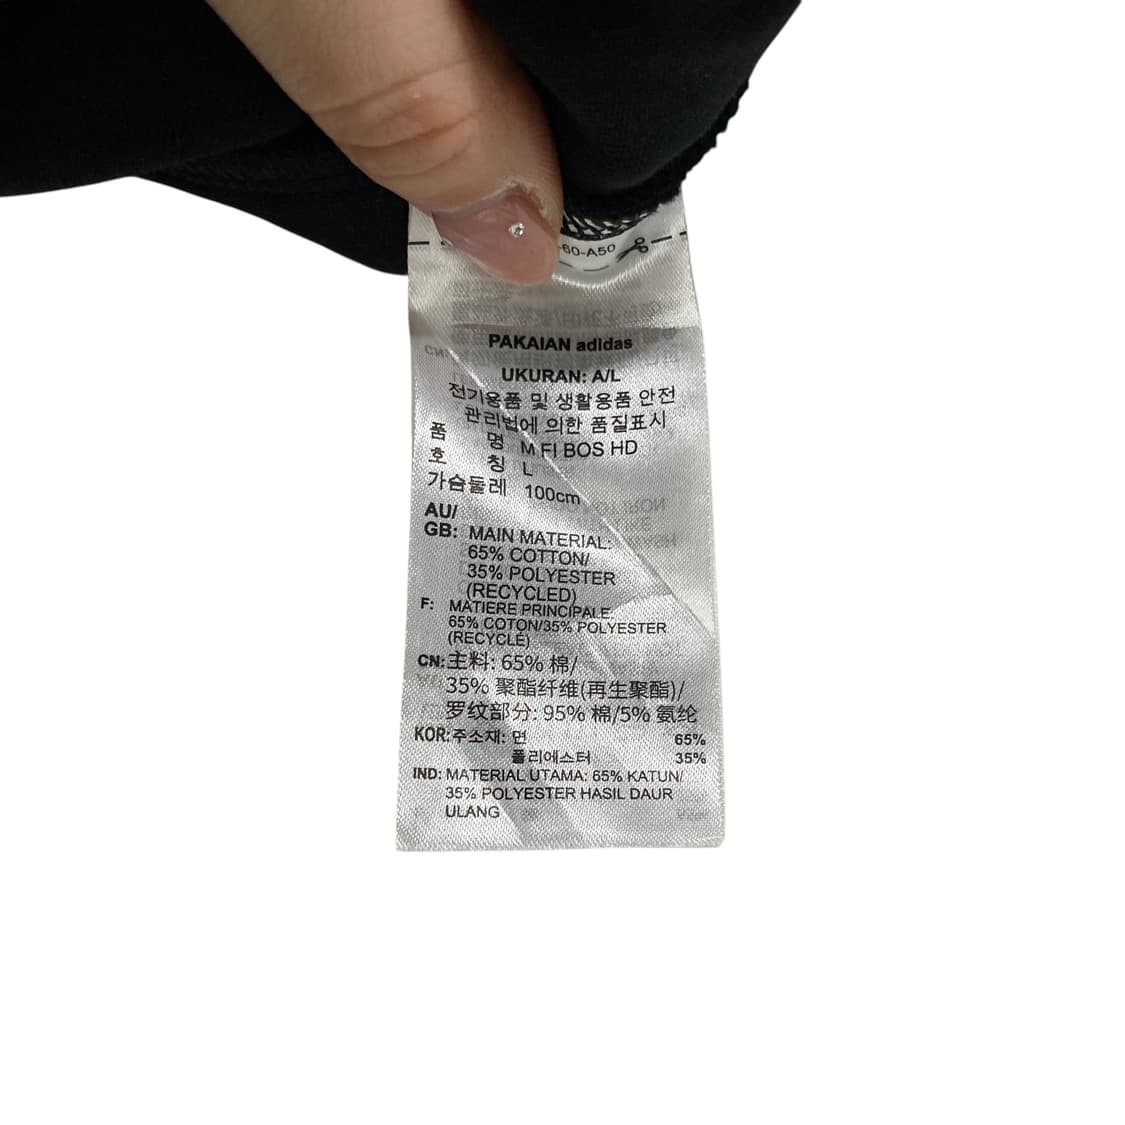 -60-A50
PAKAIAN adidas
UKURAN: A/L
전기용품 및 생활용품 안전
관리법에 의한 품질표시
품 명 M FI BOS HD
호 칭 L
가슴둘레 100cm
AU/
GB: MAIN MATERIAL:
65% COTTON/
35% POLYESTER
(RECYCLED)
F: MATIERE PRINCIPALE:
65% COTON/35% POLYESTER
(RECYCLÉ)
CN:主料: 65% 棉/
35% 聚酯纤维(再生聚酯)/
罗纹部分: 95% 棉/5% 氨纶
KOR:주소재: 면 65%
폴리에스터 35%
IND: MATERIAL UTAMA: 65% KATUN/
35% POLYESTER HASIL DAUR
ULANG